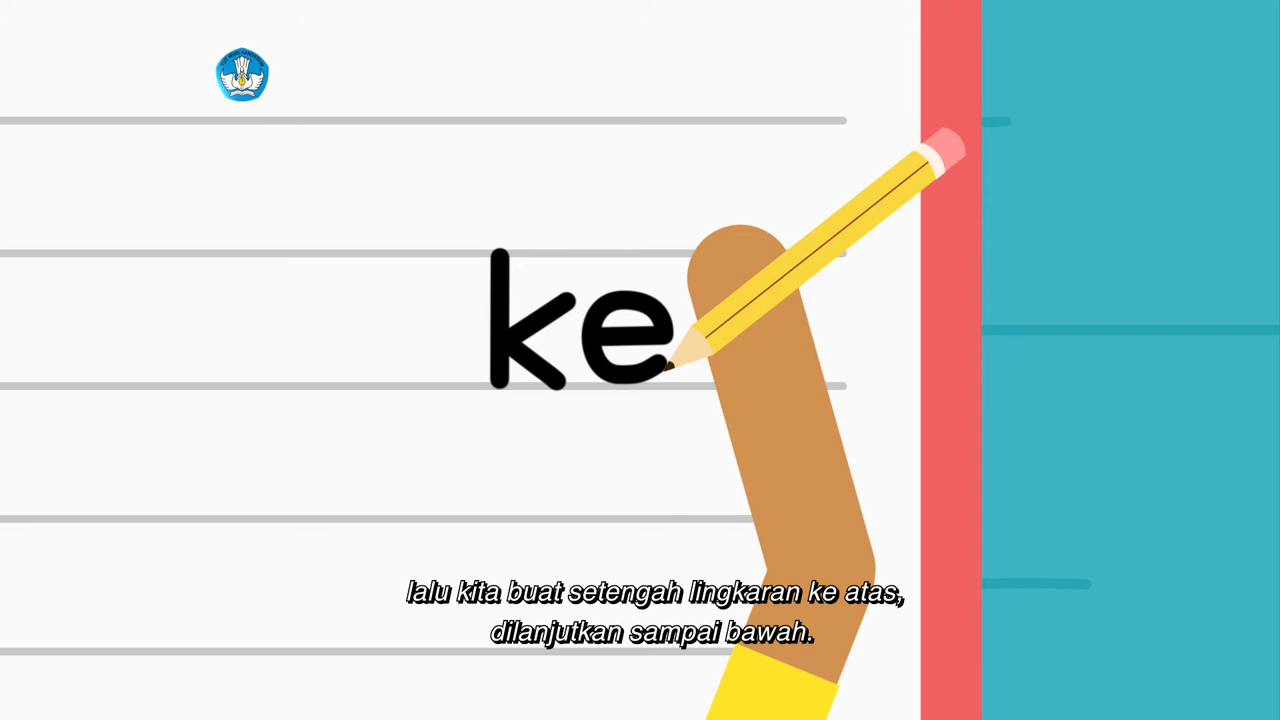 ke
lalu kita buat setengah lingkaran ke atas,
dilanjutkan sampai bawah.